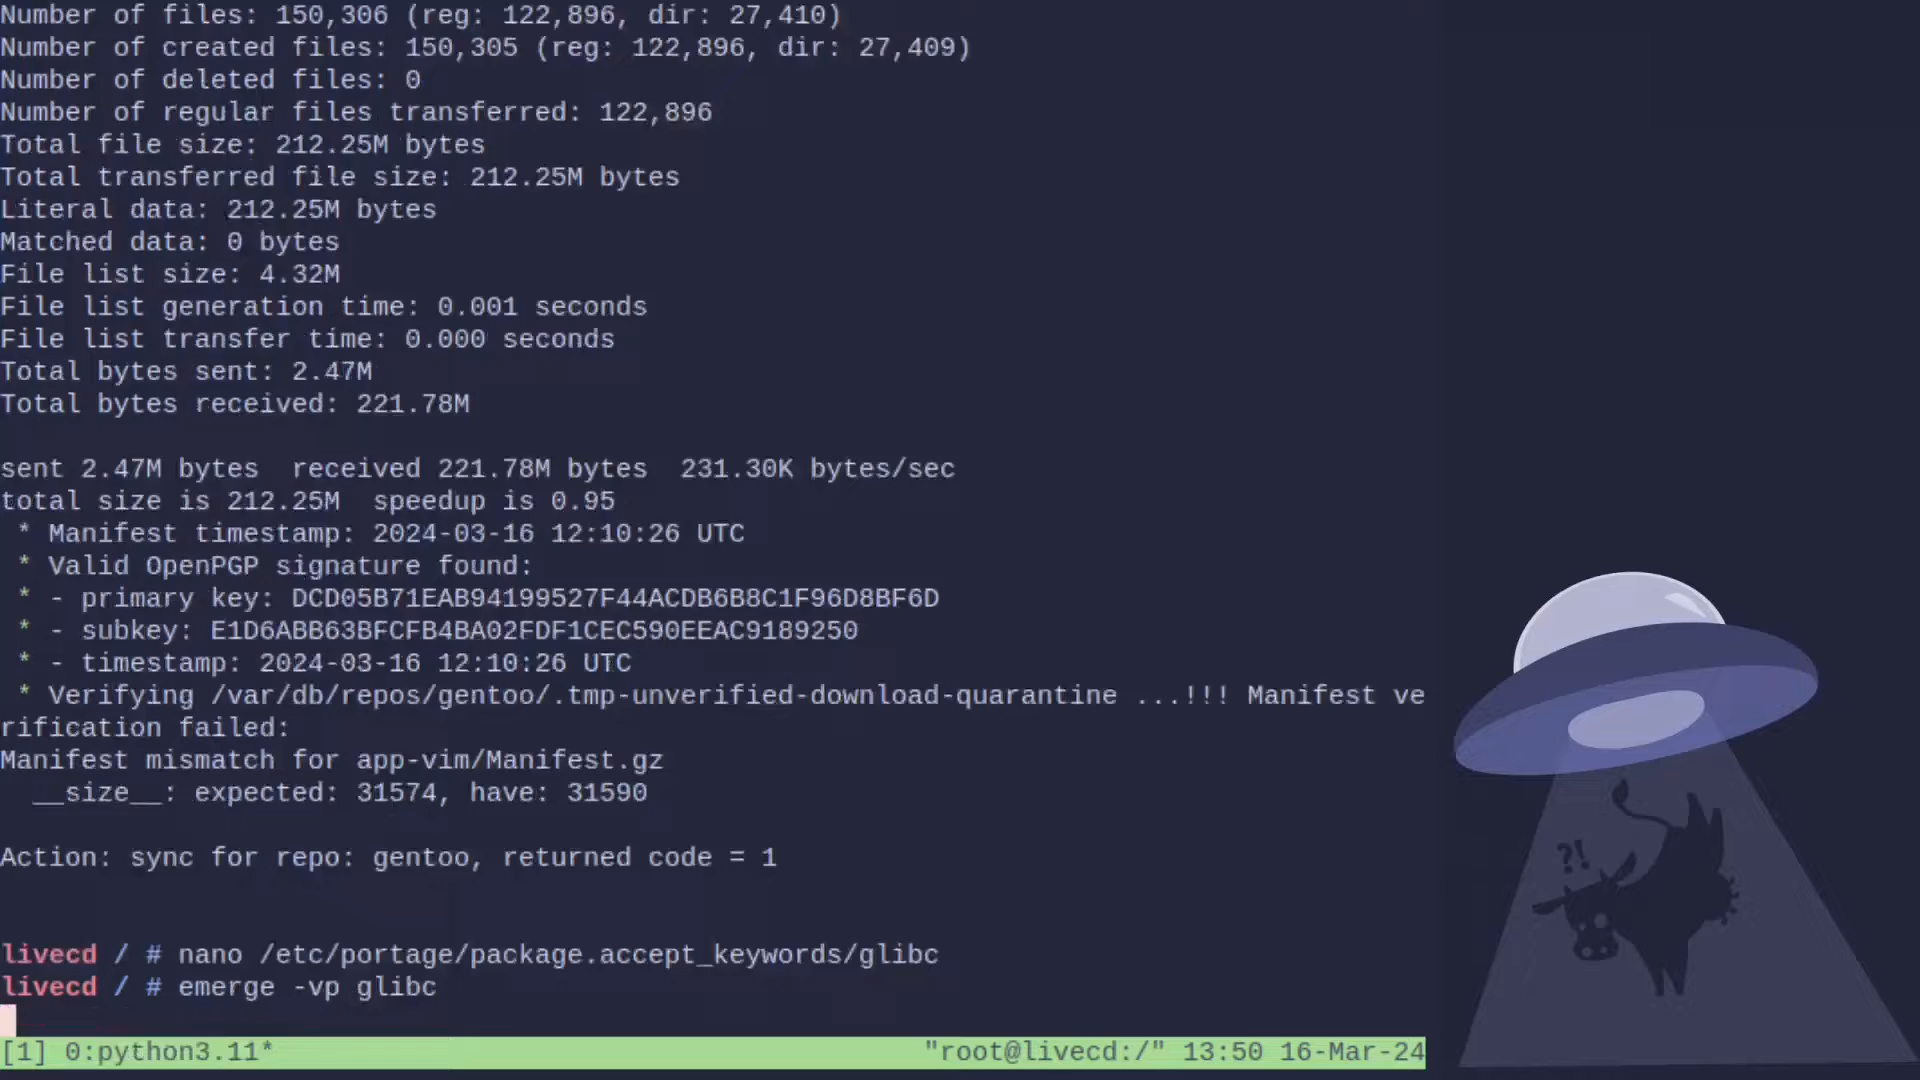 Number of files: 150,306 (reg: 122,896, dir: 27,410)
Number of created files: 150,305 (reg: 122,896, dir: 27,409)
Number of deleted files: 0
Number of regular files transferred: 122,896
Total file size: 212.25M bytes
Total transferred file size: 212.25M bytes
Literal data: 212.25M bytes
Matched data: 0 bytes
File list size: 4.32M
File list generation time: 0.001 seconds
File list transfer time: 0.000 seconds
Total bytes sent: 2.47M
Total bytes received: 221.78M
sent 2.47M bytes  received 221.78M bytes  231.30K bytes/sec
total size is 212.25M  speedup is 0.95
 * Manifest timestamp: 2024-03-16 12:10:26 UTC
 * Valid OpenPGP signature found:
 * - primary key: DCD05B71EAB94199527F44ACDB6B8C1F96D8BF6D
 * - subkey: E1D6ABB63BFCFB4BA02FDF1CEC590EEAC9189250
 * - timestamp: 2024-03-16 12:10:26 UTC
 * Verifying /var/db/repos/gentoo/.tmp-unverified-download-quarantine ...!!! Manifest ve
rification failed:
Manifest mismatch for app-vim/Manifest.gz
  __size__: expected: 31574, have: 31590
Action: sync for repo: gentoo, returned code = 1
livecd / # nano /etc/portage/package.accept_keywords/glibc
livecd / # emerge -vp glibc
[1] 0:python3.11* "root@livecd:/" 13:50 16-Mar-24
?!